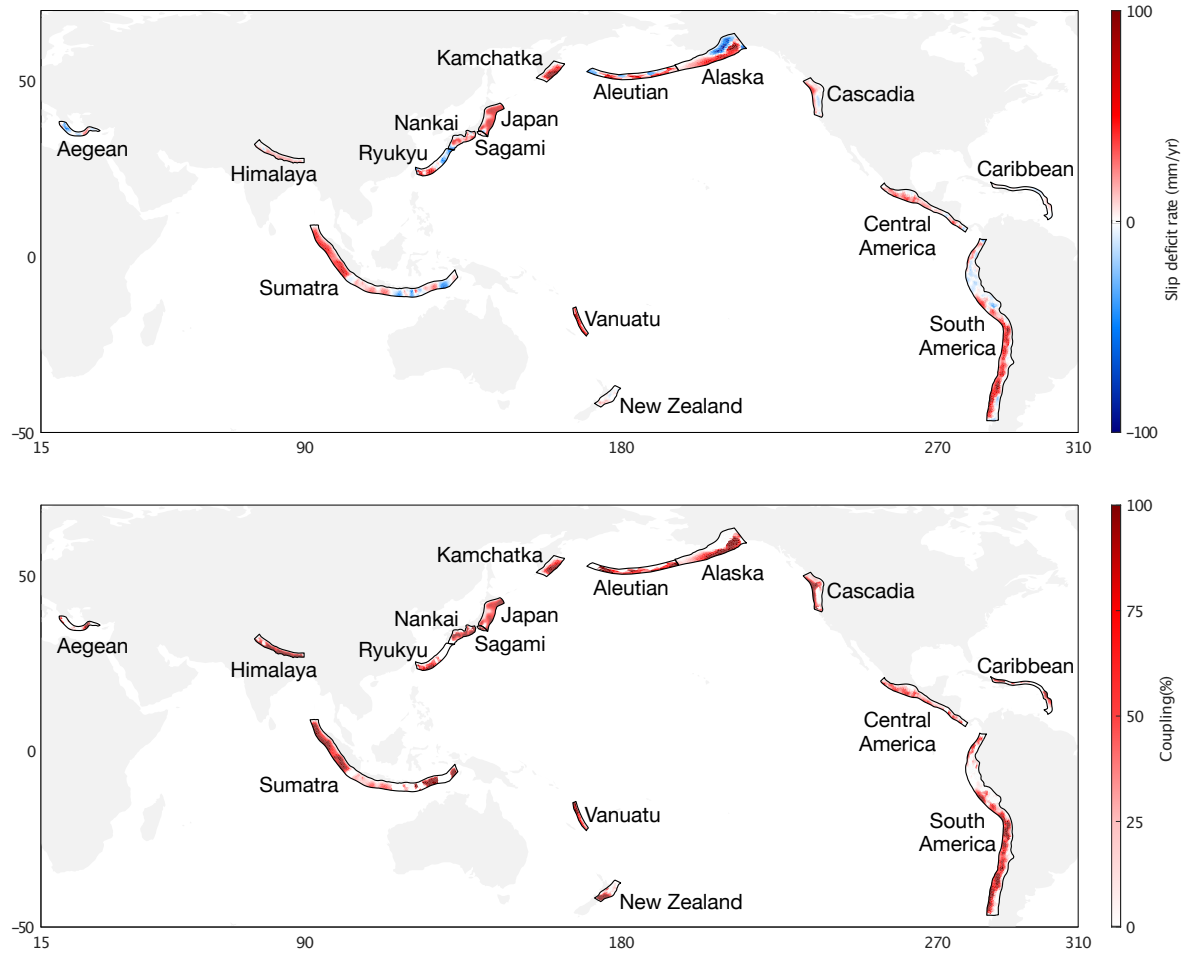 100
Kamchatka
50
Aleutian
Alaska
Cascadia
Nankai
Japan
Aegean
Ryukyu
Sagami
Himalaya
Caribbean
Slip deficit rate (mm/yr)
0
Central
America
0
Sumatra
Vanuatu
South
America
New Zealand
−50
−100
15
90
180
270
310
100
Kamchatka
50
Aleutian
Alaska
Cascadia
Nankai
Japan
Aegean
Ryukyu
Sagami
75
Himalaya
Caribbean
Coupling(%)
50
Central
America
0
Sumatra
Vanuatu
South
America
25
New Zealand
−50
0
15
90
180
270
310